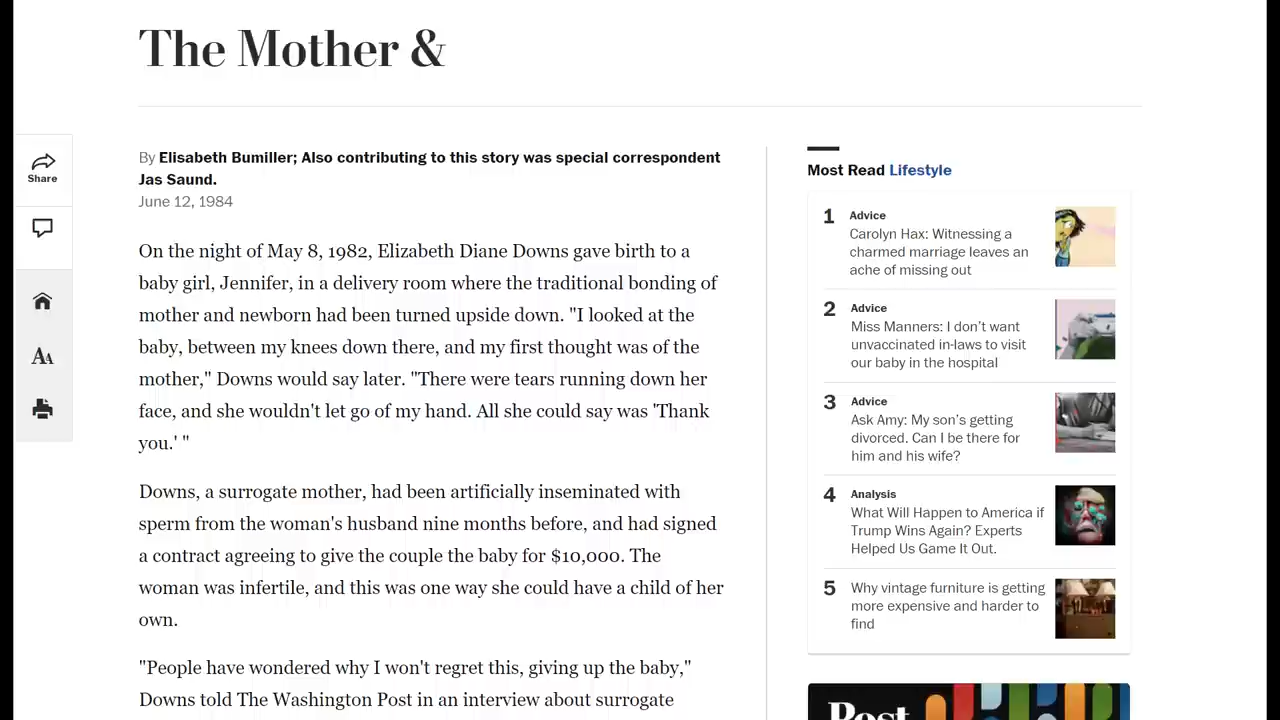 The Mother &
Share
By Elisabeth Bumiller; Also contributing to this story was special correspondent
Jas Saund.
June 12, 1984
On the night of May 8, 1982, Elizabeth Diane Downs gave birth to a
baby girl, Jennifer, in a delivery room where the traditional bonding of
mother and newborn had been turned upside down. "I looked at the
baby, between my knees down there, and my first thought was of the
mother," Downs would say later. "There were tears running down her
face, and she wouldn't let go of my hand. All she could say was 'Thank
you.' "
Downs, a surrogate mother, had been artificially inseminated with
sperm from the woman's husband nine months before, and had signed
a contract agreeing to give the couple the baby for $10,000. The
woman was infertile, and this was one way she could have a child of her
own.
"People have wondered why I won't regret this, giving up the baby,"
Downs told The Washington Post in an interview about surrogate
Most Read Lifestyle
1 Advice
Carolyn Hax: Witnessing a
charmed marriage leaves an
ache of missing out
2 Advice
Miss Manners: I don't want
unvaccinated in-laws to visit
our baby in the hospital
3 Advice
Ask Amy: My son's getting
divorced. Can I be there for
him and his wife?
4 Analysis
What Will Happen to America if
Trump Wins Again? Experts
Helped Us Game It Out.
5 Why vintage furniture is getting
more expensive and harder to
find
Post